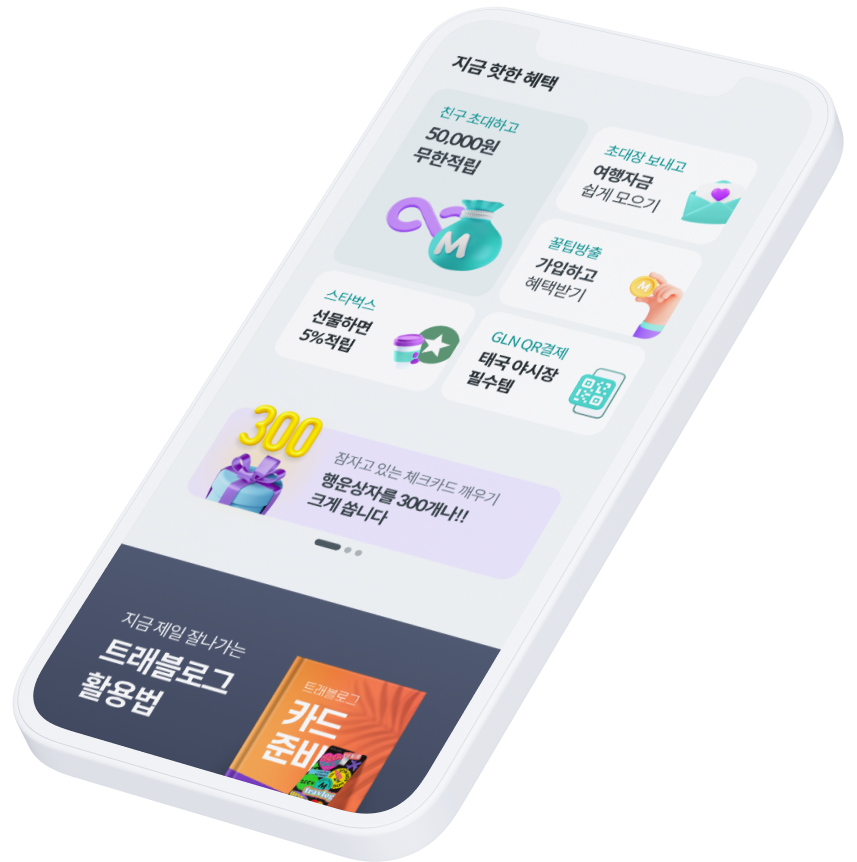 지금 핫한 혜택
친구 초대하고
50,000원
무한적립
M
초대장 보내고
여행자금
쉽게 모으기
꿀팁방출
가입하고
혜택받기
M
스타벅스
선물하면
5%적립
GLN QR결제
태국 야시장
필수템
300
잠자고 있는 체크카드 깨우기
행운상자를 300개나!!
크게 쏩니다
지금 제일 잘나가는
트래블로그
활용법
트래블로그
카드
준비
travlog